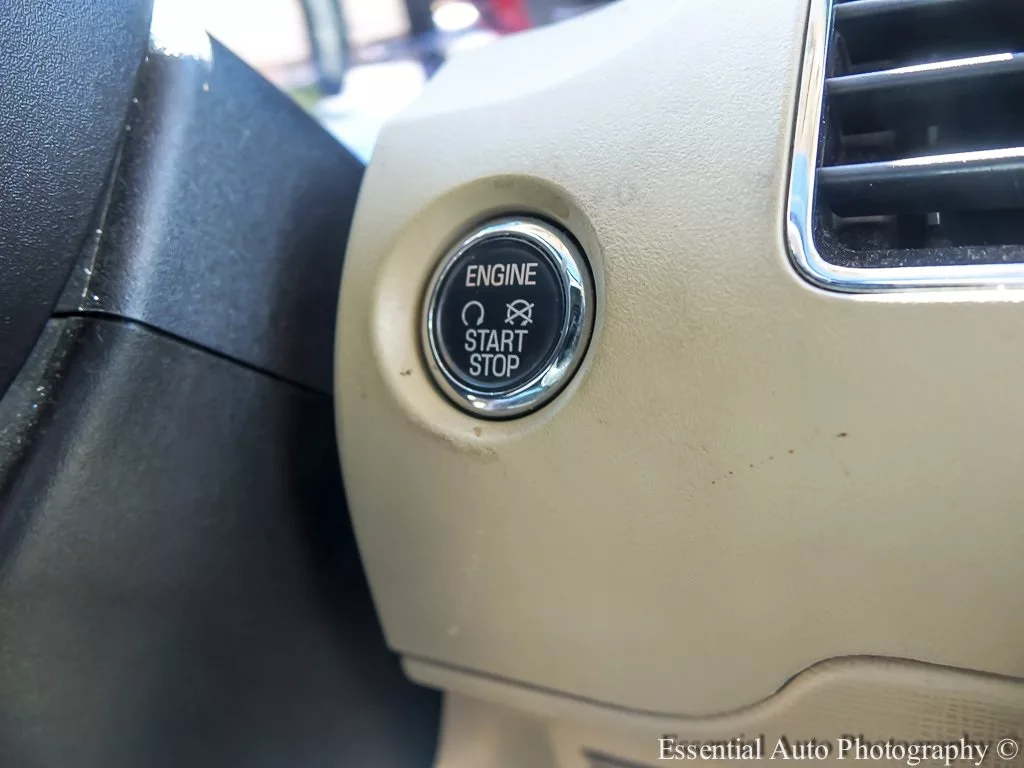 ENGINE
START
STOP
Essential Auto Photography ©